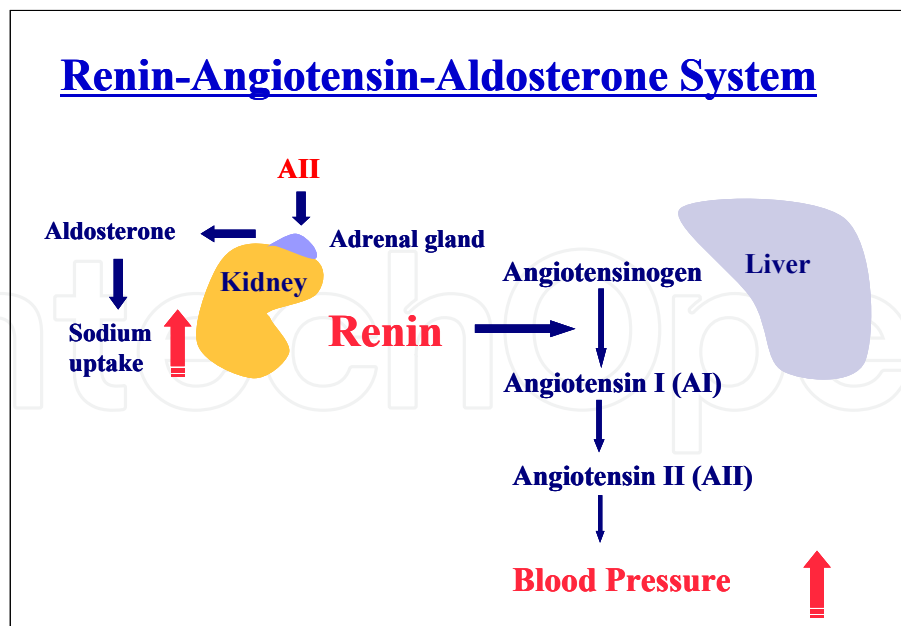 Renin-Angiotensin-Aldosterone System
AII
Aldosterone
Adrenal gland
Kidney
Angiotensinogen
Liver
Sodium
uptake
Renin
Angiotensin I (AI)
Angiotensin II (AII)
Blood Pressure